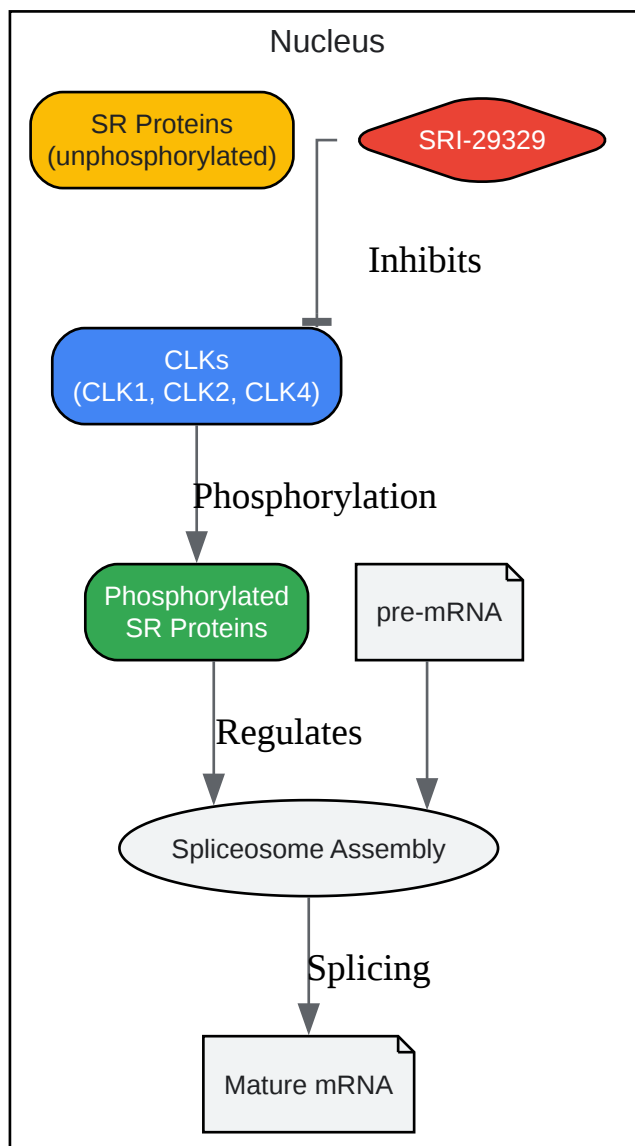 Nucleus
SR Proteins
(unphosphorylated)
SRI-29329
Inhibits
CLKs
(CLK1, CLK2, CLK4)
Phosphorylation
Phosphorylated
SR Proteins
pre-mRNA
Regulates
Spliceosome Assembly
Splicing
Mature mRNA